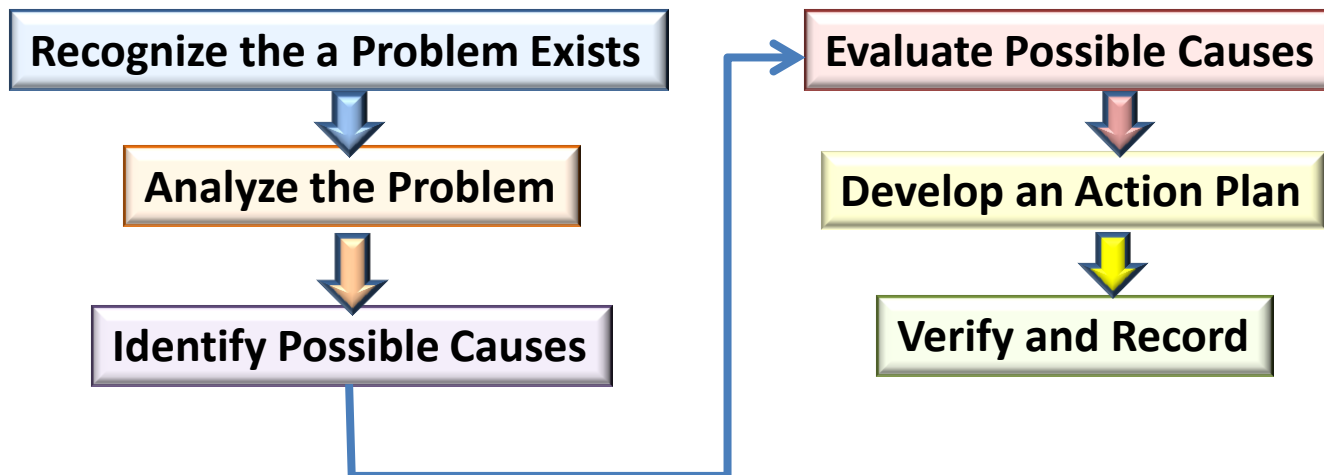 Recognize the a Problem Exists
Analyze the Problem
Identify Possible Causes
Evaluate Possible Causes
Develop an Action Plan
Verify and Record